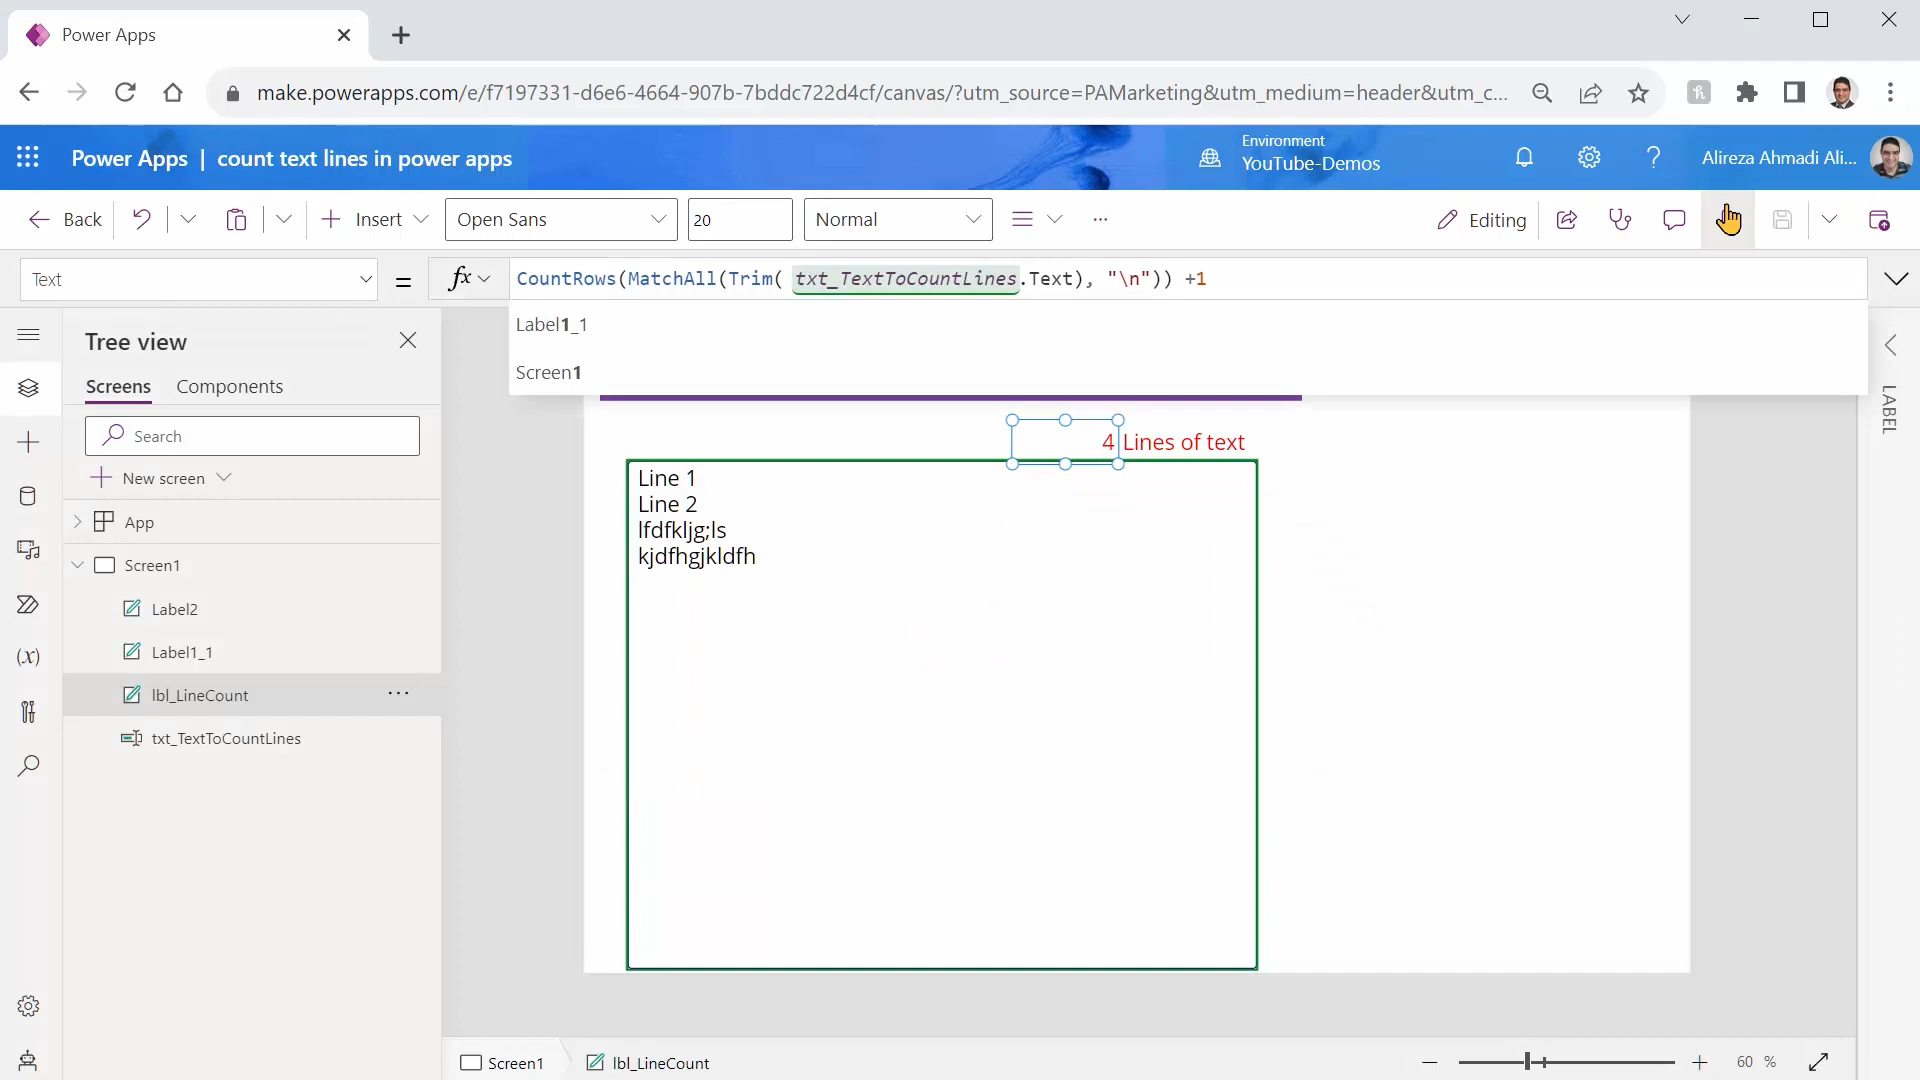 Power Apps
make.powerapps.com/e/f7197331-d6e6-4664-907b-7bddc722d4cf/canvas/?utm_source=PAMarketing&utm_medium=header&utm_c...
Power Apps | count text lines in power apps
Environment
YouTube-Demos
Alireza Ahmadi Ali...
Back
Insert
Open Sans
20
Normal
Editing
Text
=
fx
CountRows(MatchAll(Trim( txt_TextToCountLines.Text), "\n")) +1
Label1_1
Screen1
Tree view
Screens
Components
Search
New screen
App
Screen1
Label2
Label1_1
lbl_LineCount
txt_TextToCountLines
4 Lines of text
Line 1
Line 2
lfdfkljg;ls
kjdfhgjkldfh
LABEL
Screen1
lbl_LineCount
60 %